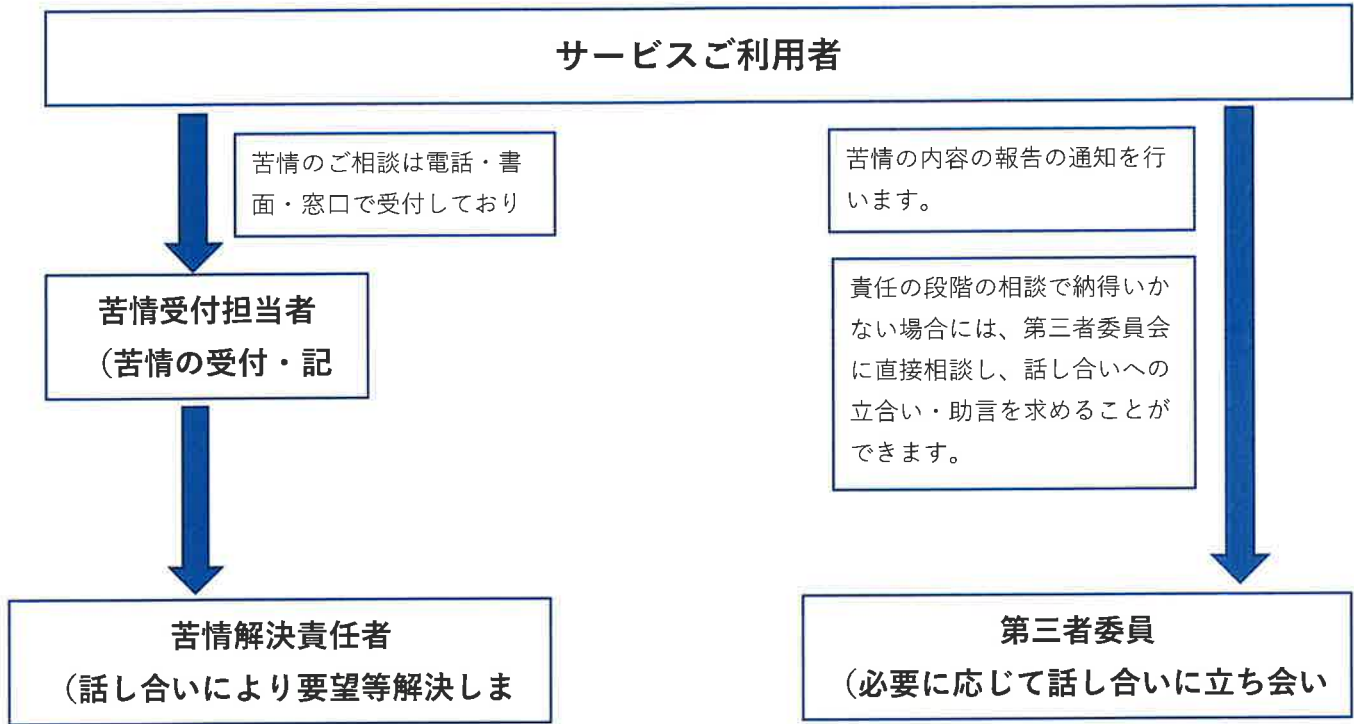 サービスご利用者
苦情のご相談は電話・書
面・窓口で受付しており
苦情の内容の報告の通知を行
います。
責任の段階の相談で納得いか
ない場合には、第三者委員会
に直接相談し、話し合いへの
立合い・助言を求めることが
できます。
苦情受付担当者
（苦情の受付・記
苦情解決責任者
（話し合いにより要望等解決しま
第三者委員
（必要に応じて話し合いに立ち会い